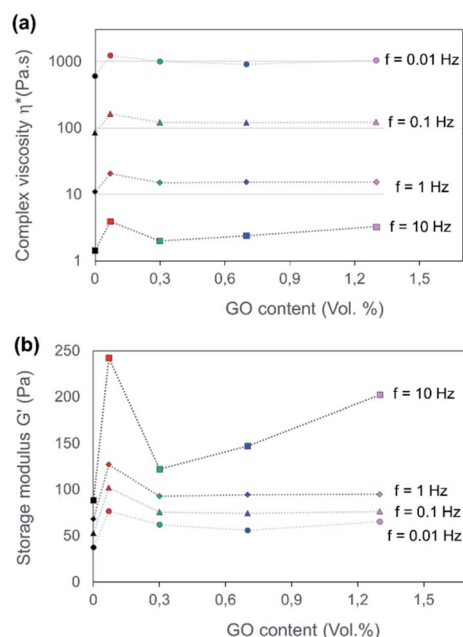 (a)
Complex viscosity η*(Pa.s)
1000
100
10
1
f = 0.01 Hz
f = 0.1 Hz
f = 1 Hz
f = 10 Hz
0
0,3
0,6
0,9
1,2
1,5
GO content (Vol. %)
(b)
Storage modulus G' (Pa)
250
200
150
100
50
0
f = 10 Hz
f = 1 Hz
f = 0.1 Hz
f = 0.01 Hz
0
0,3
0,6
0,9
1,2
1,5
GO content (Vol.%)